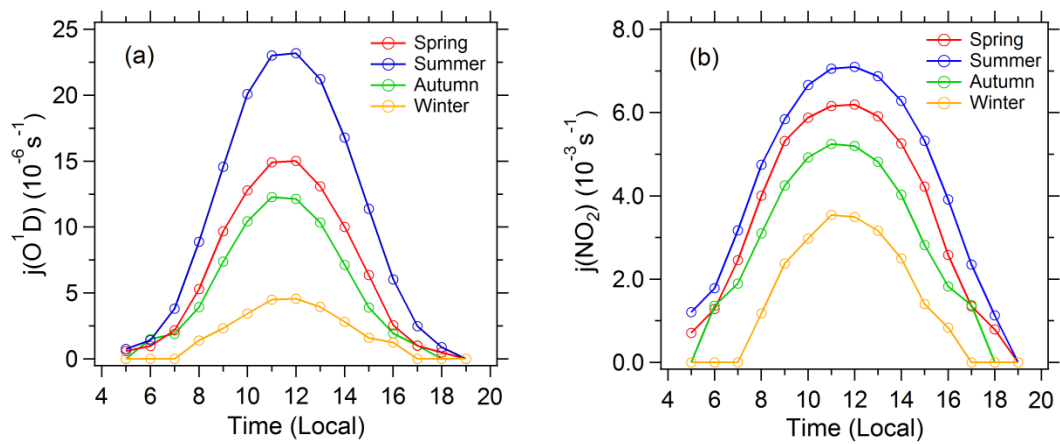 (a)
Spring
Summer
Autumn
Winter
25
20
15
10
5
0
j(O¹D) (10⁻⁶ s⁻¹)
4 6 8 10 12 14 16 18 20
Time (Local)
(b)
Spring
Summer
Autumn
Winter
8.0
6.0
4.0
2.0
0.0
j(NO₂) (10⁻³ s⁻¹)
4 6 8 10 12 14 16 18 20
Time (Local)